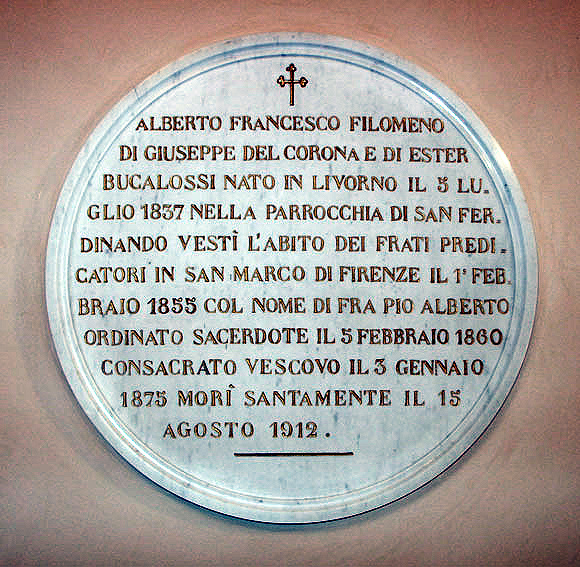 ALBERTO FRANCESCO FILOMENO
DI GIUSEPPE DEL CORONA E DI ESTER
BUCALOSSI NATO IN LIVORNO IL 5 LU-
GLIO 1837 NELLA PARROCCHIA DI SAN FER-
DINANDO VESTÌ L'ABITO DEI FRATI PREDI-
CATORI IN SAN MARCO DI FIRENZE IL 1° FEB-
BRAIO 1855 COL NOME DI FRA PIO ALBERTO
ORDINATO SACERDOTE IL 5 FEBBRAIO 1860
CONSACRATO VESCOVO IL 3 GENNAIO
1875 MORÎ SANTAMENTE IL 15
AGOSTO 1912.